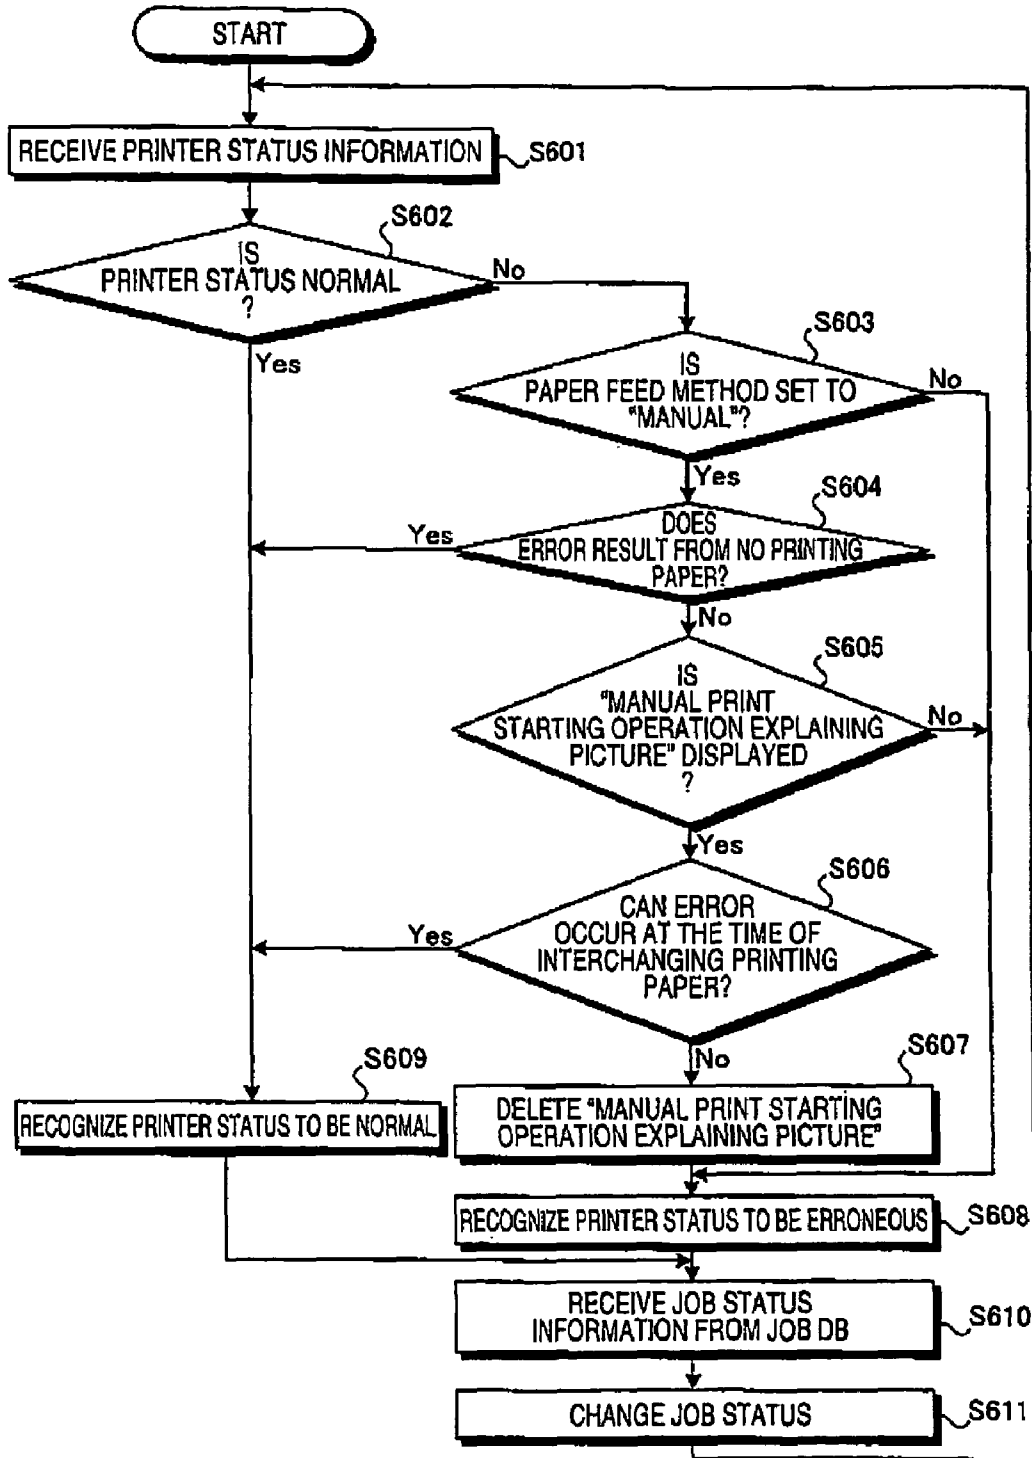 START
RECEIVE PRINTER STATUS INFORMATION
S601
S602
IS
PRINTER STATUS NORMAL
?
No
Yes
S603
IS
PAPER FEED METHOD SET TO
"MANUAL"?
No
Yes
S604
DOES
ERROR RESULT FROM NO PRINTING
PAPER?
Yes
No
S605
IS
"MANUAL PRINT
STARTING OPERATION EXPLAINING
PICTURE" DISPLAYED
?
No
Yes
S606
CAN ERROR
OCCUR AT THE TIME OF
INTERCHANGING PRINTING
PAPER?
Yes
No
S609
RECOGNIZE PRINTER STATUS TO BE NORMAL
S607
DELETE "MANUAL PRINT STARTING
OPERATION EXPLAINING PICTURE"
RECOGNIZE PRINTER STATUS TO BE ERRONEOUS
S608
RECEIVE JOB STATUS
INFORMATION FROM JOB DB
S610
CHANGE JOB STATUS
S611